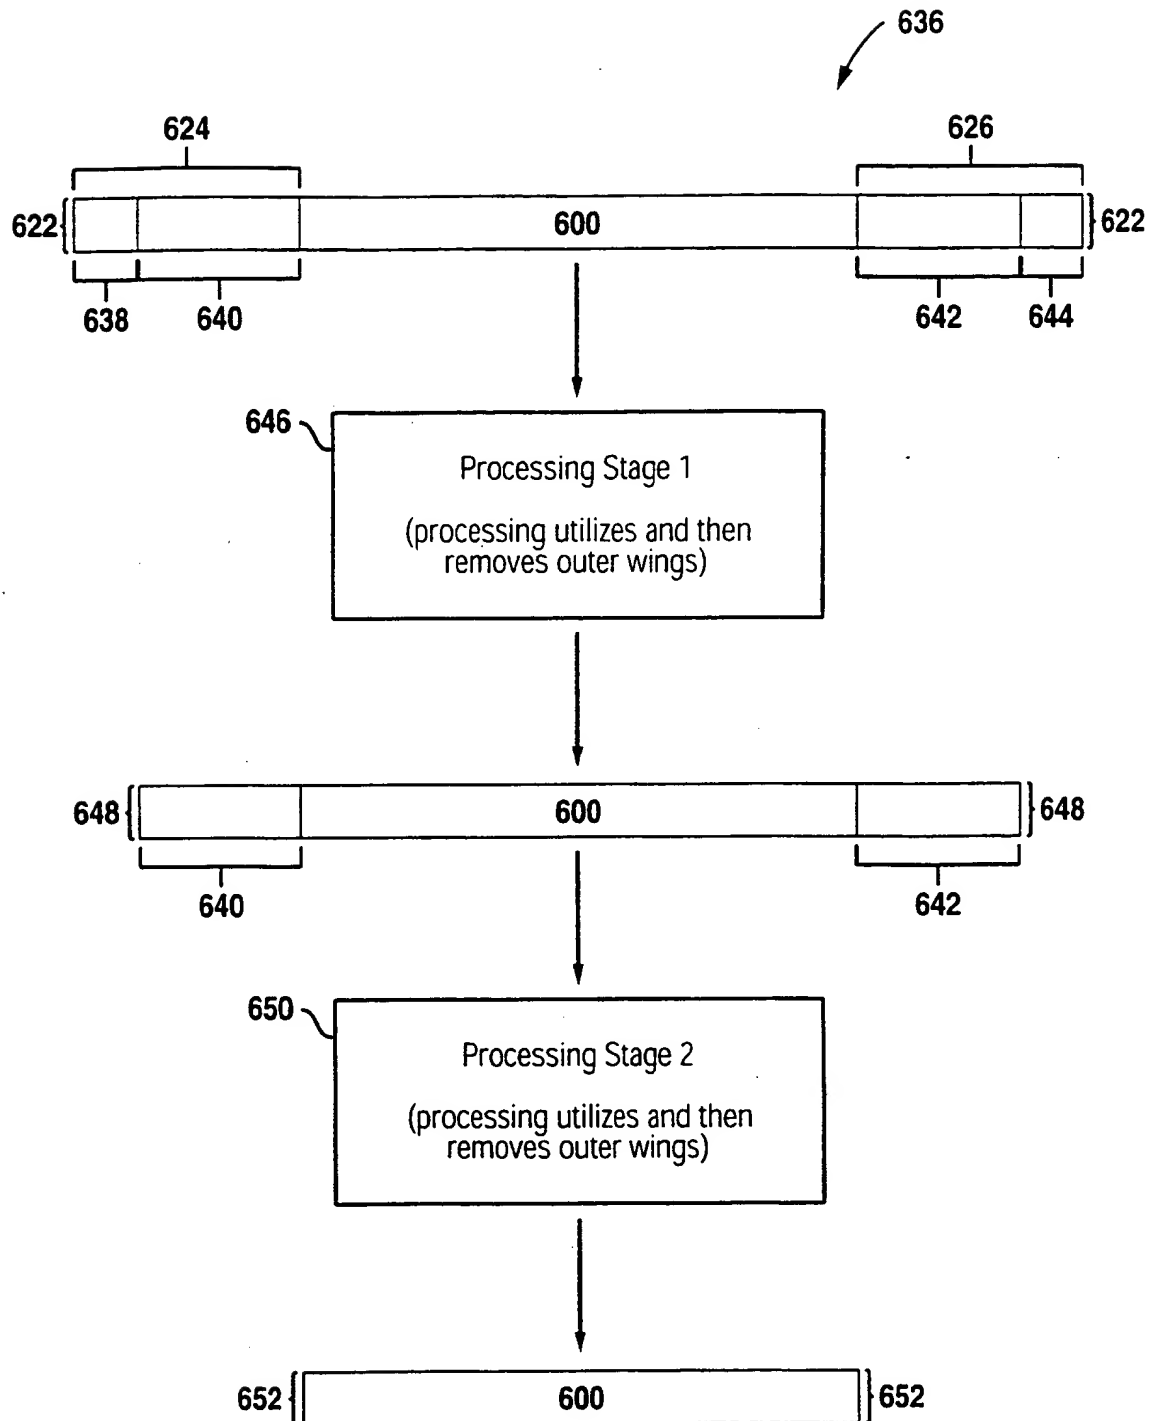 636
624 626
622 600 622
638 640 642 644
646
Processing Stage 1
(processing utilizes and then
removes outer wings)
648 600 648
640 642
650
Processing Stage 2
(processing utilizes and then
removes outer wings)
652 600 652